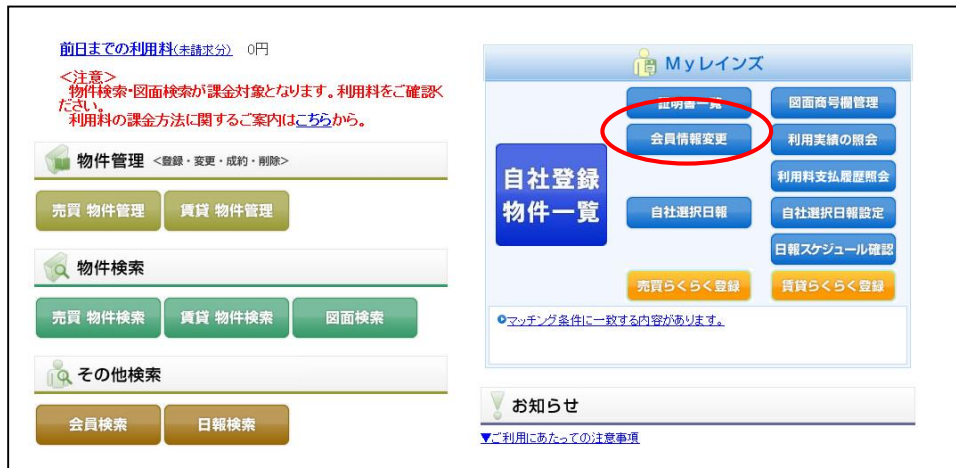 前日までの利用料(未請求分) 0円
<注意>
物件検索・図面検索が課金対象となります。利用料をご確認く
ださい。
利用料の課金方法に関するご案内はこちらから。
物件管理 <登録・変更・成約・削除>
売買 物件管理 賃貸 物件管理
物件検索
売買 物件検索 賃貸 物件検索 図面検索
その他検索
会員検索 日報検索
Myレインズ
自社登録
物件一覧
証明書一覧 図面商号欄管理
会員情報変更 利用実績の照会
利用料支払履歴照会
自社選択日報 自社選択日報設定
日報スケジュール確認
売買らくらく登録 賃貸らくらく登録
マッチング条件に一致する内容があります。
お知らせ
▼ご利用にあたっての注意事項